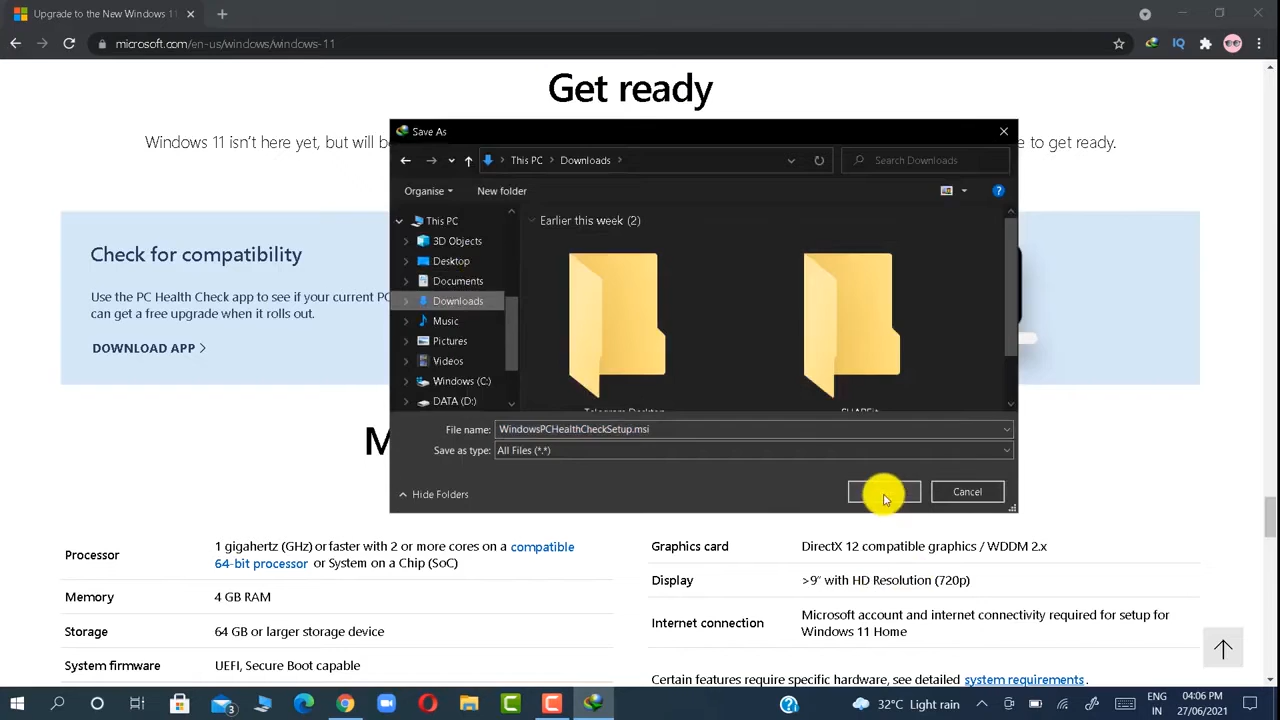 Upgrade to the New Windows 11
microsoft.com/en-us/windows/windows-11
IQ
Get ready
Windows 11 isn't here yet, but will be
e to get ready.
Save As
This PC
Downloads
Search Downloads
Organise
New folder
Earlier this week (2)
This PC
3D Objects
Desktop
Documents
Downloads
Music
Pictures
Videos
Windows (C:)
DATA (D:)
Telegram Desktop
File name:
WindowsPCHealthCheckSetup.msi
Save as type:
All Files (*.*)
Hide Folders
Cancel
Check for compatibility
Use the PC Health Check app to see if your current PC
can get a free upgrade when it rolls out.
DOWNLOAD APP
M
Processor
1 gigahertz (GHz) or faster with 2 or more cores on a compatible
64-bit processor or System on a Chip (SoC)
Memory
4 GB RAM
Storage
64 GB or larger storage device
System firmware
UEFI, Secure Boot capable
Graphics card
DirectX 12 compatible graphics / WDDM 2.x
Display
>9" with HD Resolution (720p)
Internet connection
Microsoft account and internet connectivity required for setup for
Windows 11 Home
Certain features require specific hardware, see detailed system requirements.
3
32°C Light rain
ENG
IN
04:06 PM
27/06/2021